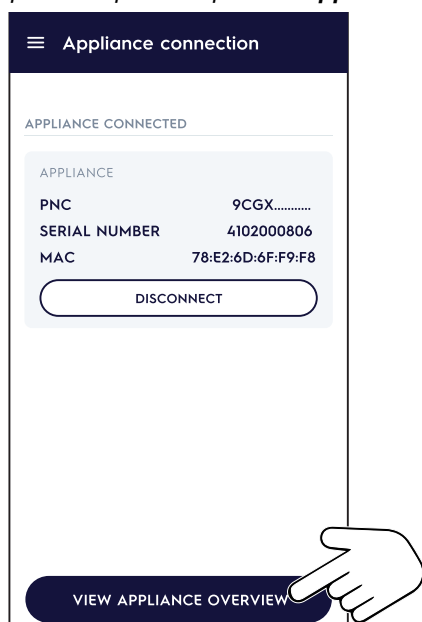 Appliance connection
APPLIANCE CONNECTED
APPLIANCE
PNC 9CGX...........
SERIAL NUMBER 4102000806
MAC 78:E2:6D:6F:F9:F8
DISCONNECT
VIEW APPLIANCE OVERVIEW